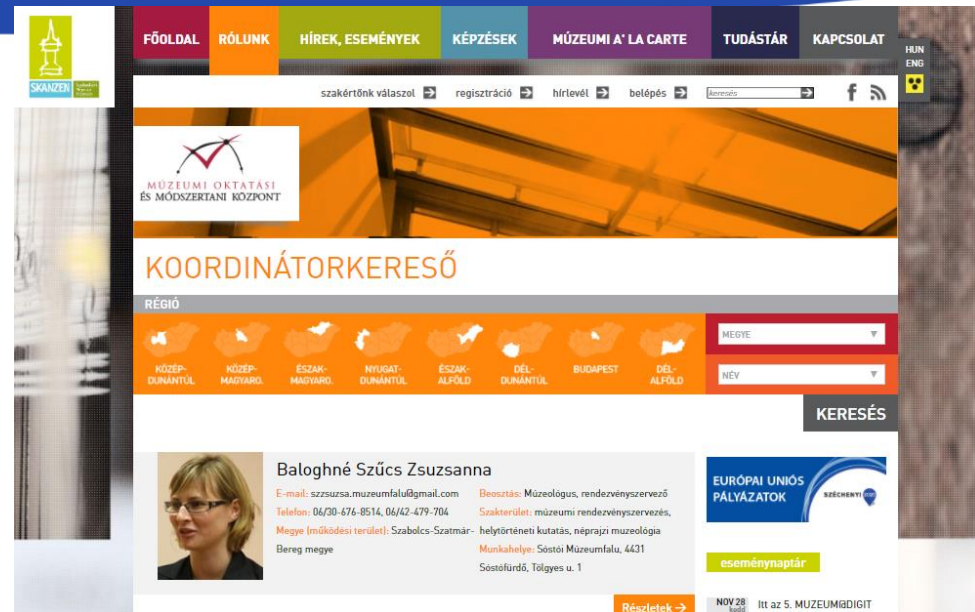 SKANZEN
FŐOLDAL
RÓLUNK
HÍREK, ESEMÉNYEK
KÉPZÉSEK
MÚZEUMI A' LA CARTE
TUDÁSTÁR
KAPCSOLAT
HUN
ENG
szakértőnk válaszol
regisztráció
hírlevél
belépés
keresés
MÚZEUMI OKTATÁSI
ÉS MÓDSZERTANI KÖZPONT
KOORDINÁTORKERESŐ
RÉGIÓ
KÖZÉP-
DUNÁNTÚL
KÖZÉP-
MAGYARO.
ÉSZAK-
MAGYARO.
NYUGAT-
DUNÁNTÚL
ÉSZAK-
ALFÖLD
DÉL-
DUNÁNTÚL
BUDAPEST
DÉL-
ALFÖLD
MEGYE
NÉV
KERESÉS
Baloghné Szűcs Zsuzsanna
E-mail: szzsuzsa.muzeumfalu@gmail.com
Telefon: 06/30-676-8514, 06/42-479-704
Megye (működési terület): Szabolcs-Szatmár-
Bereg megye
Beosztás: Múzeológus, rendezvényszervező
Szakterület: múzeumi rendezvényszervezés,
helytörténeti kutatás, néprajzi muzeológia
Munkahelye: Sóstói Múzeumfalu, 4431
Sóstófürdő, Tölgyes u. 1
Részletek →
EURÓPAI UNIÓS
PÁLYÁZATOK
SZÉCHENYI
eseménynaptár
NOV 28
kedd
Itt az 5. MUZEUM@DIGIT